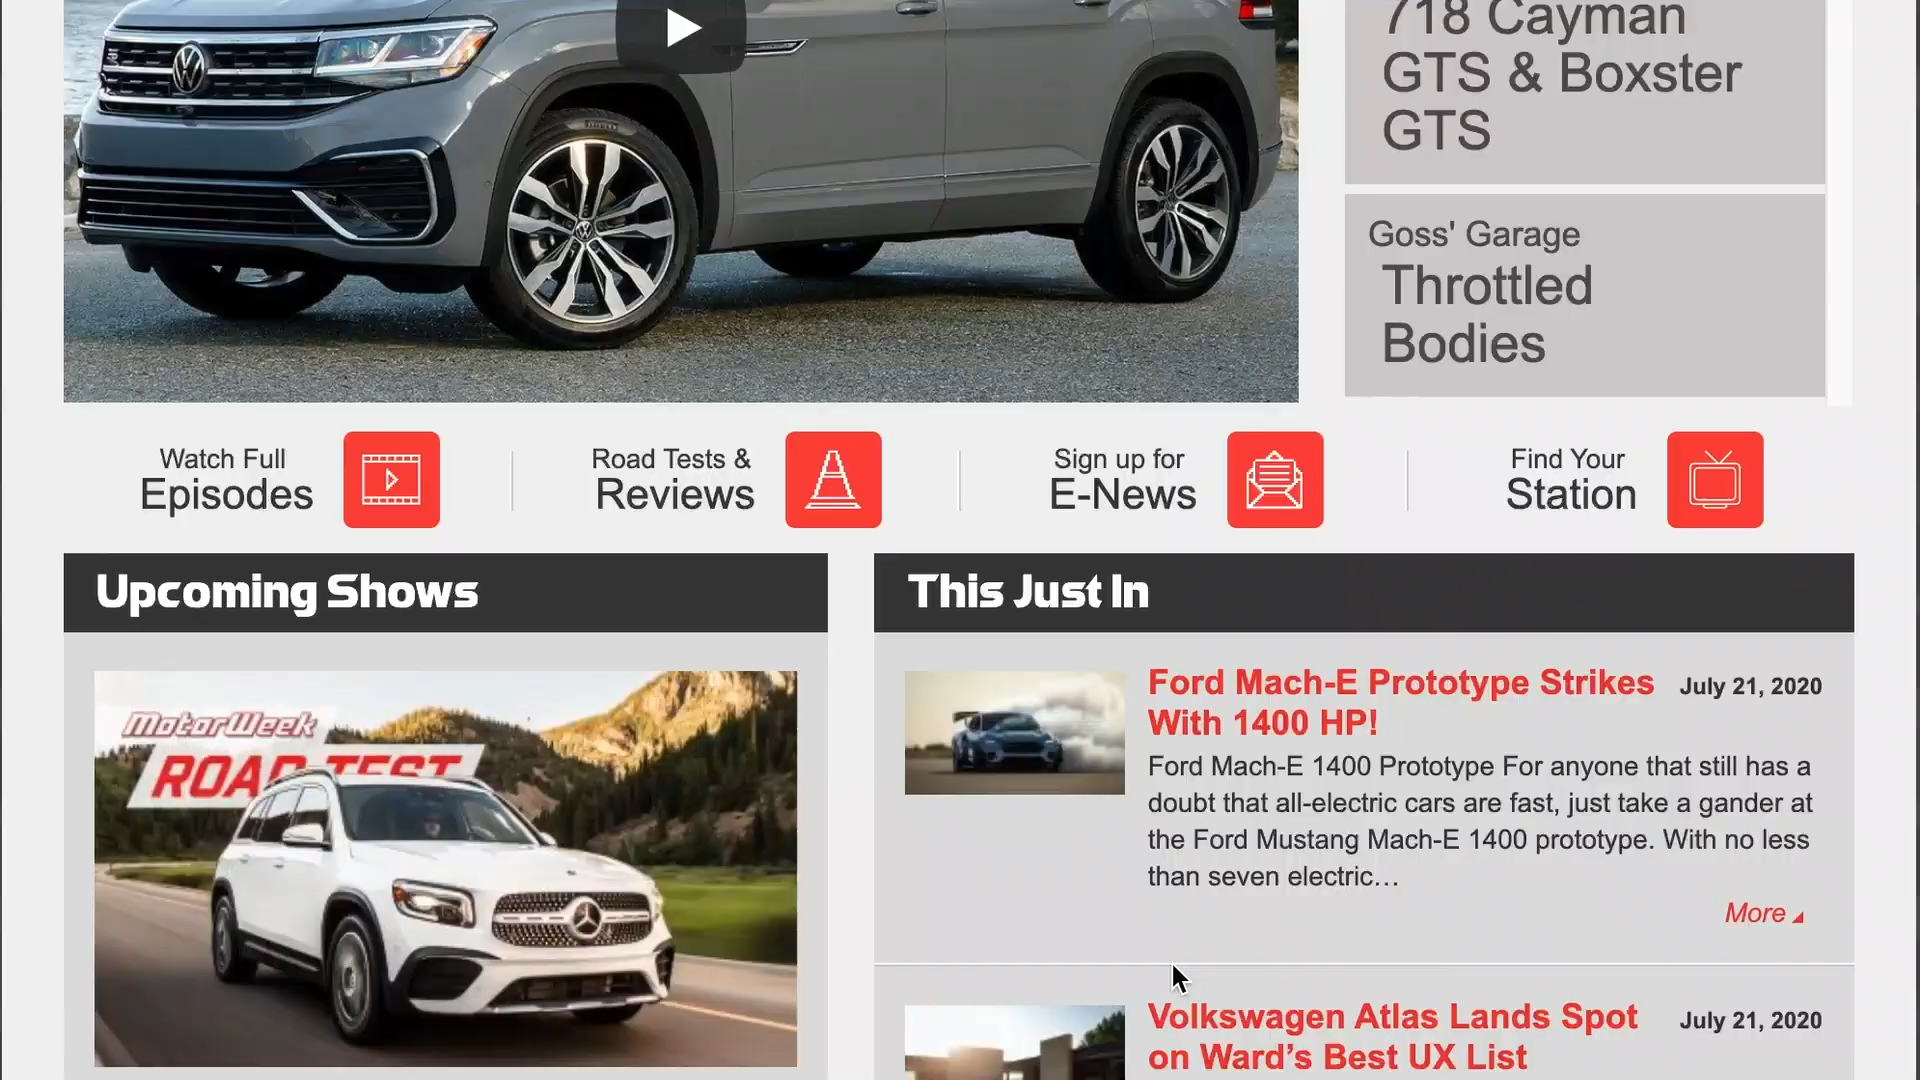 718 Cayman
GTS & Boxster
GTS
Goss' Garage
Throttled
Bodies
Watch Full
Episodes
Road Tests &
Reviews
Sign up for
E-News
Find Your
Station
Upcoming Shows
MotorWeek
ROAD TEST
This Just In
Ford Mach-E Prototype Strikes
With 1400 HP!
July 21, 2020
Ford Mach-E 1400 Prototype For anyone that still has a
doubt that all-electric cars are fast, just take a gander at
the Ford Mustang Mach-E 1400 prototype. With no less
than seven electric…
More
Volkswagen Atlas Lands Spot
on Ward’s Best UX List
July 21, 2020